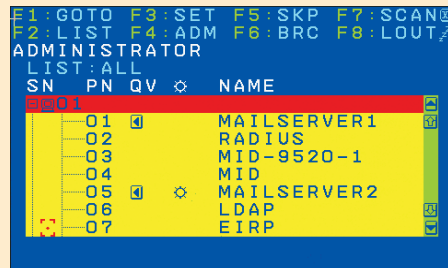 F1:GOTO F3:SET F5:SKP F7:SCAN
F2:LIST F4:ADM F6:BRC F8:LOUT
ADMINISTRATOR
LIST:ALL
SN PN QV NAME
01
01 MAILSERVER1
02 RADIUS
03 MID-9520-1
04 MID
05 MAILSERVER2
06 LDAP
07 EIRP